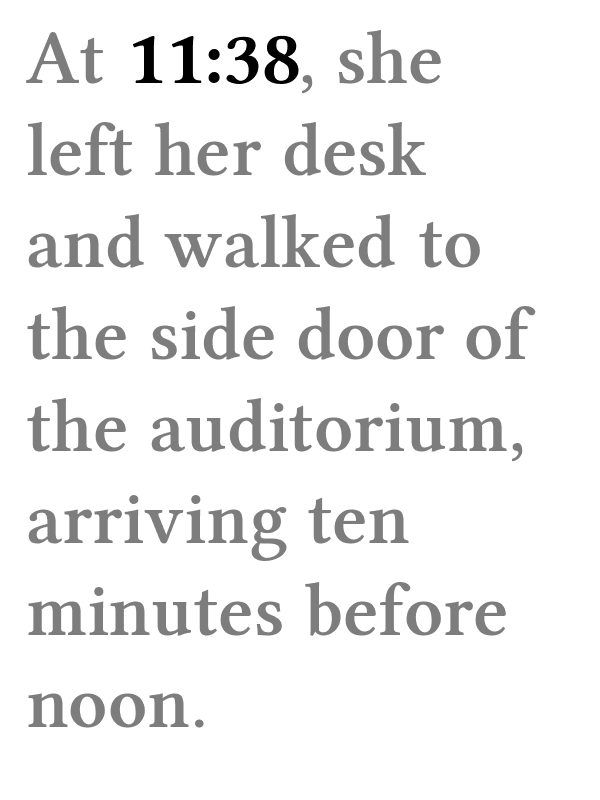 At 11:38, she
left her desk
and walked to
the side door of
the auditorium,
arriving ten
minutes before
noon.